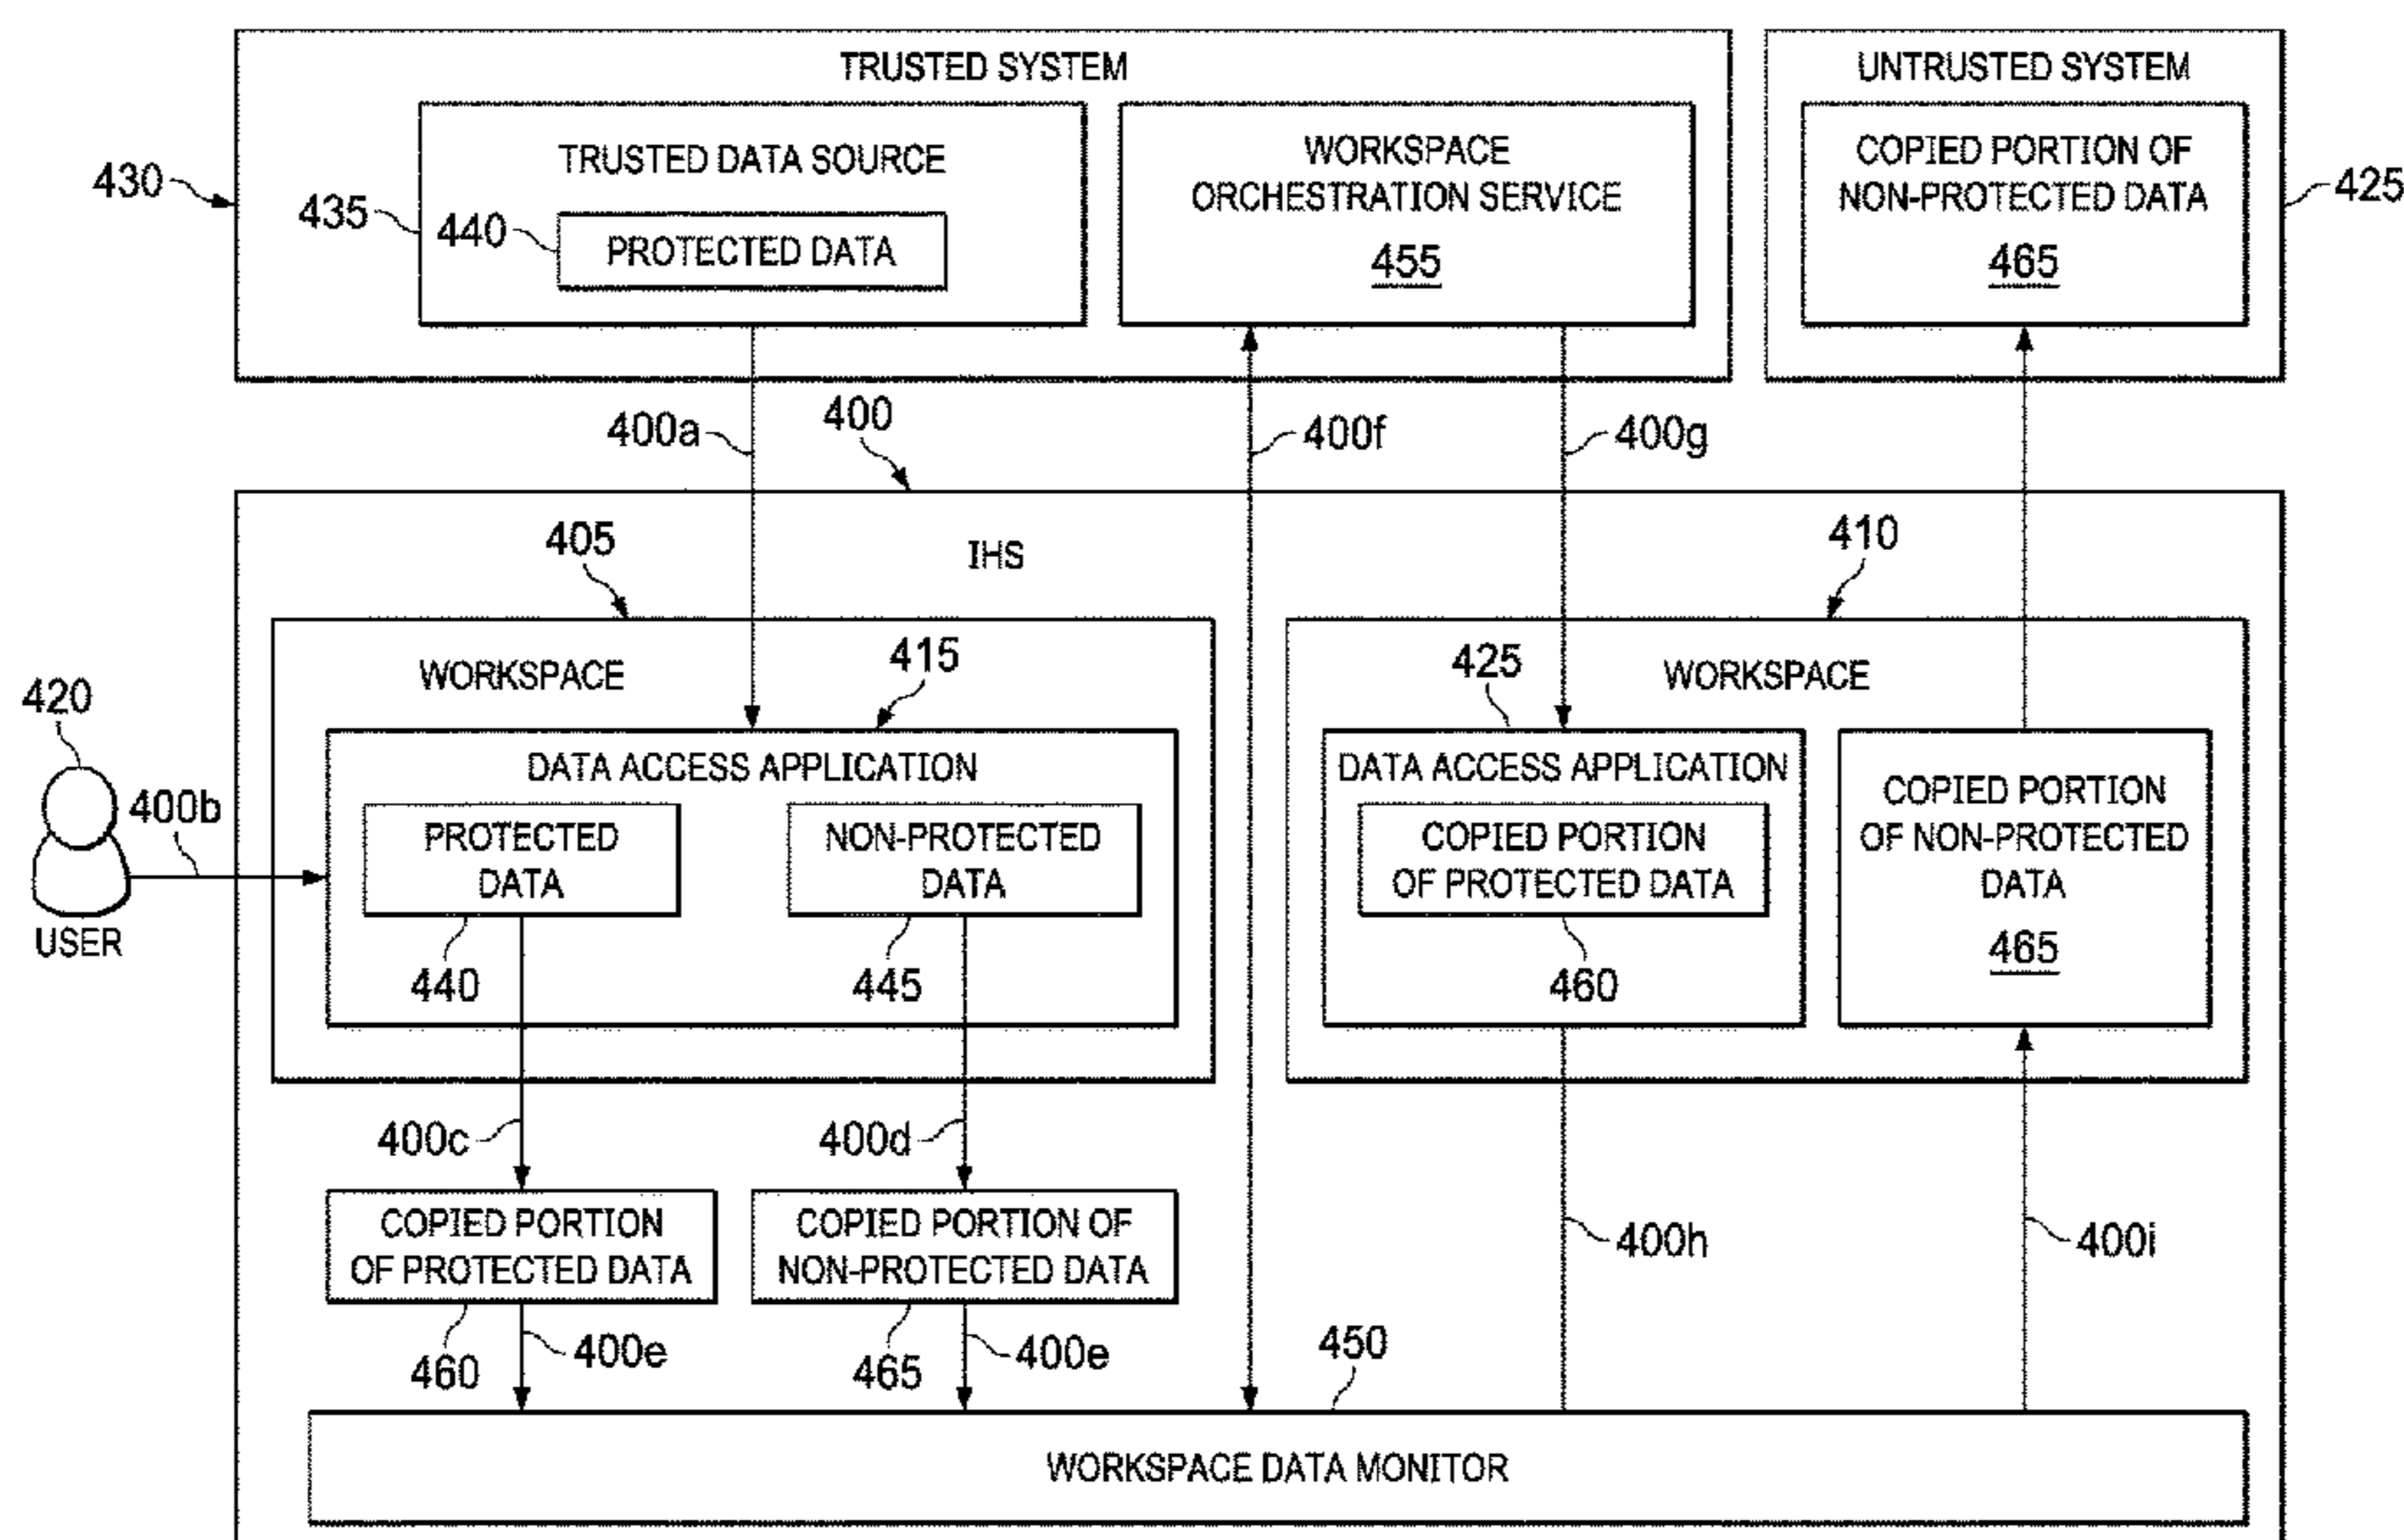 TRUSTED SYSTEM
UNTRUSTED SYSTEM
TRUSTED DATA SOURCE
WORKSPACE
ORCHESTRATION SERVICE
455
COPIED PORTION OF
NON-PROTECTED DATA
465
430
435
440
PROTECTED DATA
425
400a
400
400f
400g
405
IHS
410
WORKSPACE
415
425
WORKSPACE
420
400b
USER
DATA ACCESS APPLICATION
PROTECTED
DATA
440
NON-PROTECTED
DATA
445
DATA ACCESS APPLICATION
COPIED PORTION
OF PROTECTED DATA
460
COPIED PORTION
OF NON-PROTECTED
DATA
465
400c
400d
COPIED PORTION
OF PROTECTED DATA
COPIED PORTION OF
NON-PROTECTED DATA
400h
400i
460
400e
465
400e
450
WORKSPACE DATA MONITOR